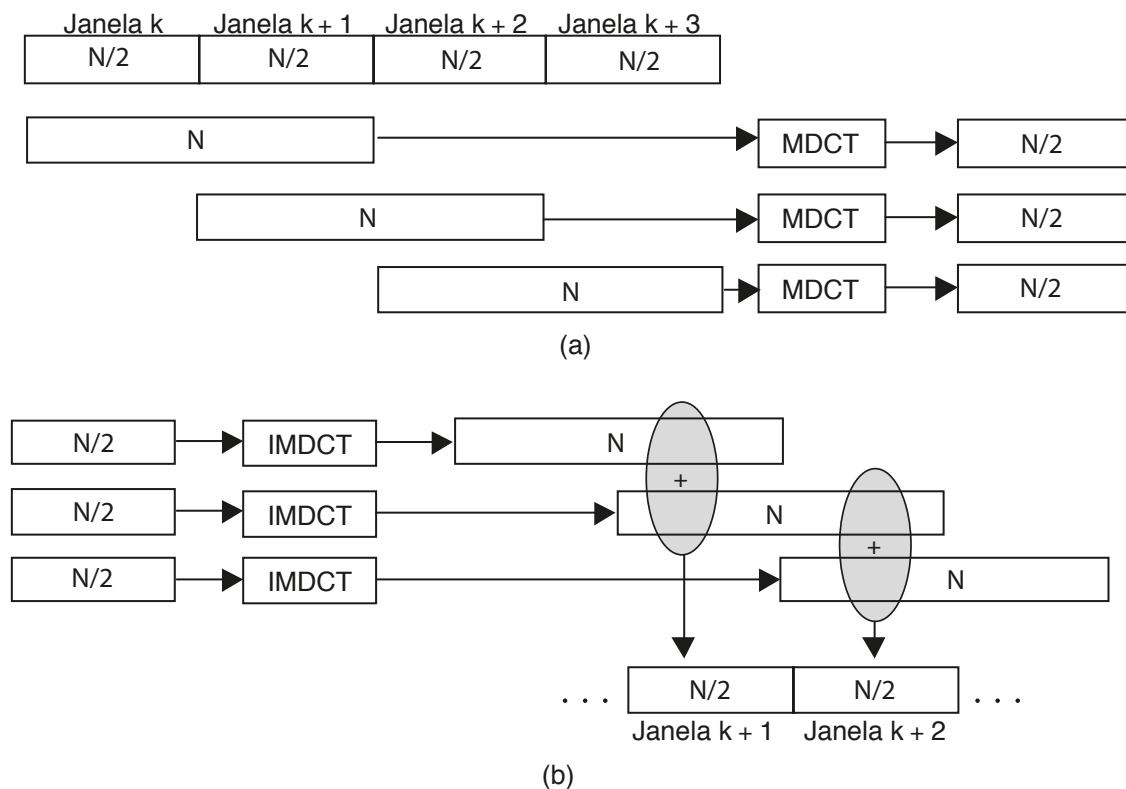 Janela k Janela k + 1 Janela k + 2 Janela k + 3
N/2 N/2 N/2 N/2
N MDCT N/2
N MDCT N/2
N MDCT N/2
(a)
N/2 IMDCT N
+
N/2 IMDCT N
+
N/2 IMDCT N
. . . N/2 N/2 . . .
Janela k + 1 Janela k + 2
(b)